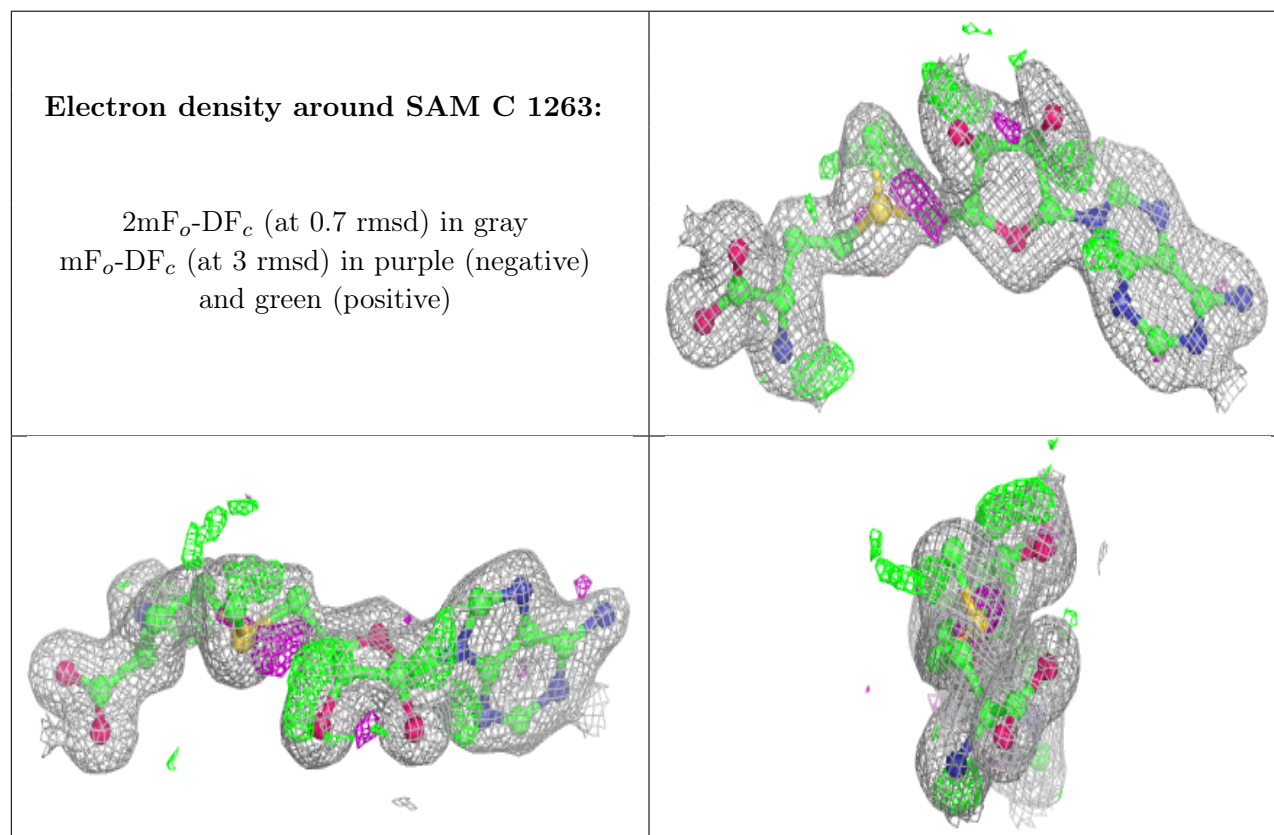 Electron density around SAM C 1263:
2mFₒ-DF𝒸 (at 0.7 rmsd) in gray
mFₒ-DF𝒸 (at 3 rmsd) in purple (negative)
and green (positive)